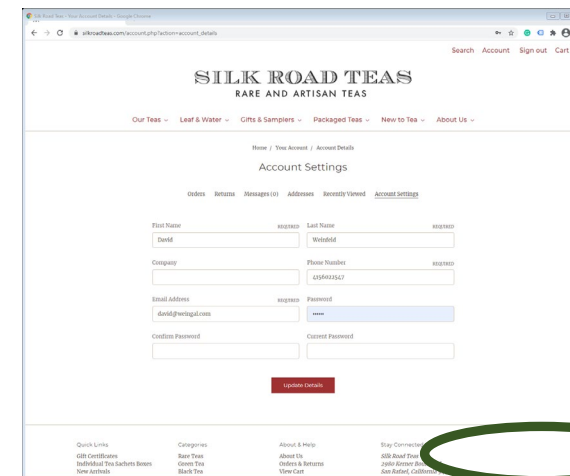 Silk Road Teas - Your Account Details - Google Chrome
silkroadteas.com/account.php?action=account_details
Search Account Sign out Cart
SILK ROAD TEAS
RARE AND ARTISAN TEAS
Our Teas Leaf & Water Gifts & Samplers Packaged Teas New to Tea About Us
Home / Your Account / Account Details
Account Settings
Orders Returns Messages (0) Addresses Recently Viewed Account Settings
First Name REQUIRED Last Name REQUIRED
David Weinfeld
Company Phone Number REQUIRED
4156022547
Email Address REQUIRED Password
david@weingal.com ••••••
Confirm Password Current Password
Update Details
Quick Links Categories About & Help Stay Connected
Gift Certificates Rare Teas About Us Silk Road Teas
Individual Tea Sachets Boxes Green Tea Orders & Returns 2980 Kerner
New Arrivals Black Tea View Cart San Rafael, California